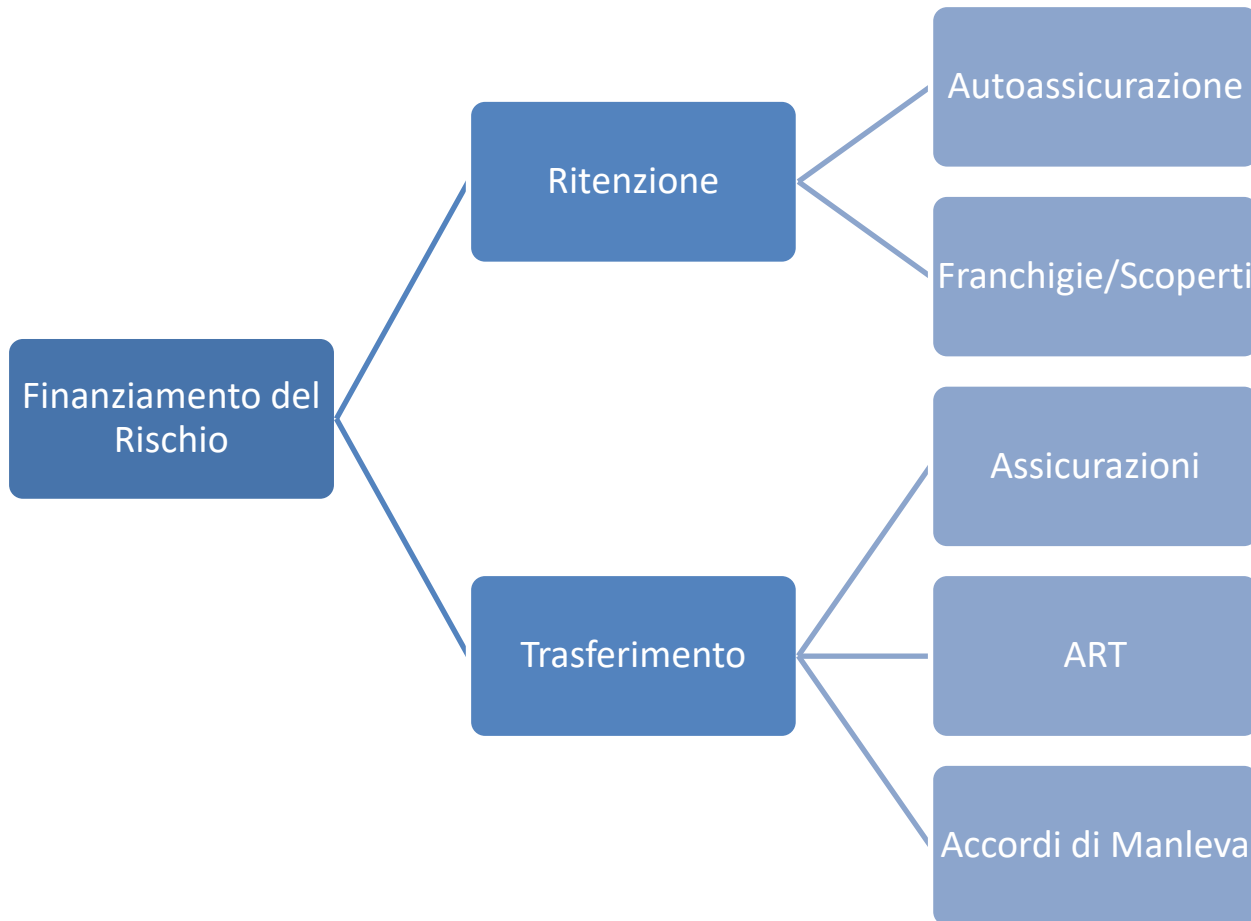 Finanziamento del
Rischio
Ritenzione
Autoassicurazione
Franchigie/Scoperti
Trasferimento
Assicurazioni
ART
Accordi di Manleva